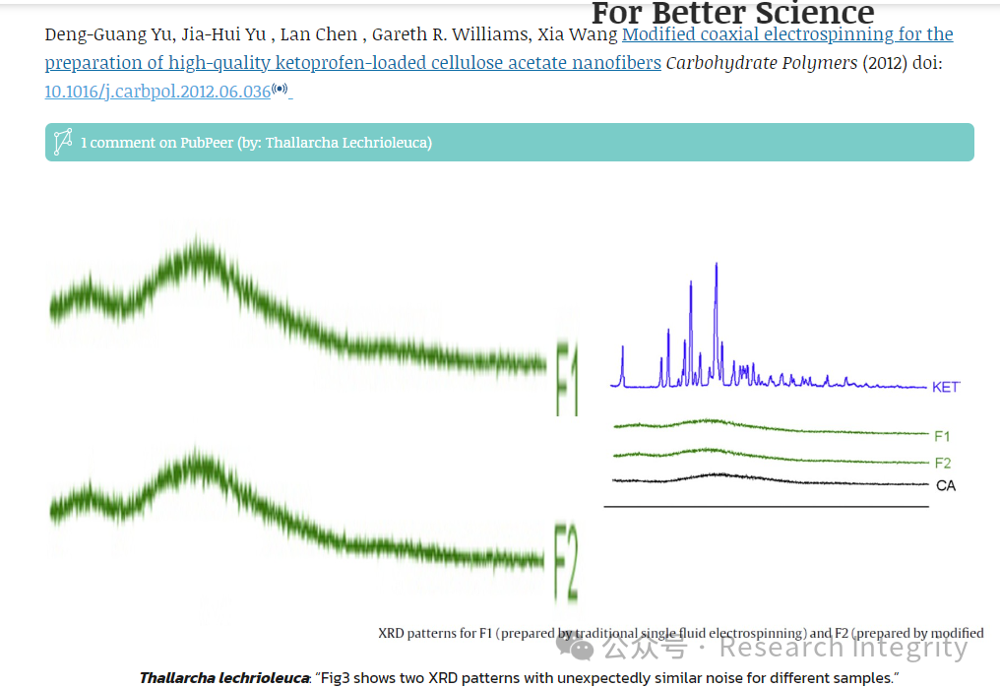 For Better Science
Deng-Guang Yu, Jia-Hui Yu , Lan Chen , Gareth R. Williams, Xia Wang Modified coaxial electrospinning for the
preparation of high-quality ketoprofen-loaded cellulose acetate nanofibers Carbohydrate Polymers (2012) doi:
10.1016/j.carbpol.2012.06.036
1 comment on PubPeer (by: Thallarcha Lechrioleuca)
F1
F2
KET
F1
F2
CA
XRD patterns for F1 (prepared by traditional single fluid electrospinning) and F2 (prepared by modified
公众号 · Research Integrity
Thallarcha lechrioleuca: “Fig3 shows two XRD patterns with unexpectedly similar noise for different samples.”